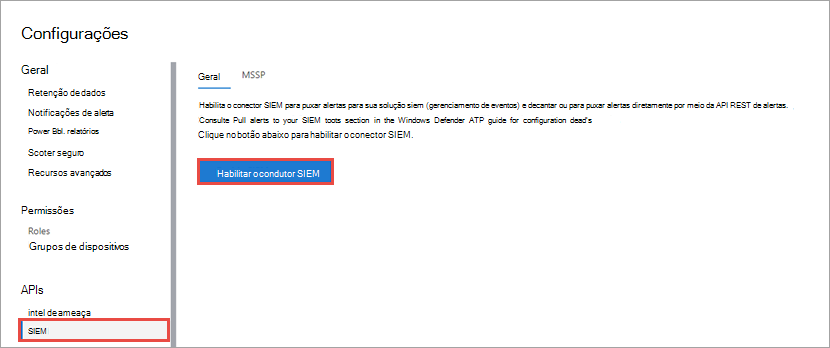 Configurações
Geral
Retenção de dados
Notificações de alerta
Power Bbl. relatórios
Scoter seguro
Recursos avançados
Permissões
Roles
Grupos de dispositivos
APIs
intel de ameaça
SIEM
Geral
MSSP
Habilita o conector SIEM para puxar alertas para sua solução siem (gerenciamento de eventos) e decantar ou para puxar alertas diretamente por meio da API REST de alertas.
Consulte Pull alerts to your SIEM toots section in the Windows Defender ATP guide for configuration dead's
Clique no botão abaixo para habilitar o conector SIEM.
Habilitar o condutor SIEM